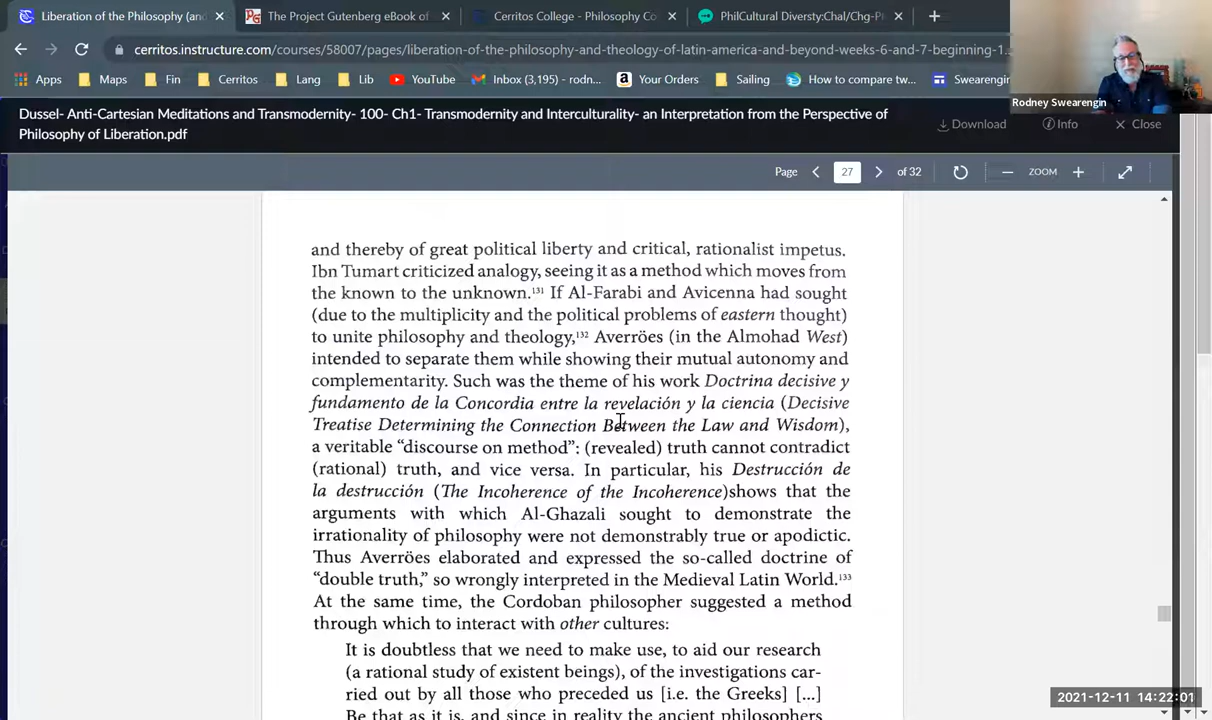 Liberation of the Philosophy (and
The Project Gutenberg eBook of
Cerritos College - Philosophy Co
PhilCultural Diversty:Chal/Chg-P
cerritos.instructure.com/courses/58007/pages/liberation-of-the-philosophy-and-theology-of-latin-america-and-beyond-weeks-6-and-7-beginning-1...
Apps
Maps
Fin
Cerritos
Lang
Lib
YouTube
Inbox (3,195) - rodn...
Your Orders
Sailing
How to compare tw...
Swearengin
Rodney Swearengin
Dussel- Anti-Cartesian Meditations and Transmodernity- 100- Ch1- Transmodernity and Interculturality- an Interpretation from the Perspective of
Philosophy of Liberation.pdf
Download
Info
Close
Page
27
of 32
ZOOM
and thereby of great political liberty and critical, rationalist impetus.
Ibn Tumart criticized analogy, seeing it as a method which moves from
the known to the unknown.¹³¹ If Al-Farabi and Avicenna had sought
(due to the multiplicity and the political problems of eastern thought)
to unite philosophy and theology,¹³² Averröes (in the Almohad West)
intended to separate them while showing their mutual autonomy and
complementarity. Such was the theme of his work Doctrina decisive y
fundamento de la Concordia entre la revelación y la ciencia (Decisive
Treatise Determining the Connection Between the Law and Wisdom),
a veritable “discourse on method”: (revealed) truth cannot contradict
(rational) truth, and vice versa. In particular, his Destrucción de
la destrucción (The Incoherence of the Incoherence)shows that the
arguments with which Al-Ghazali sought to demonstrate the
irrationality of philosophy were not demonstrably true or apodictic.
Thus Averröes elaborated and expressed the so-called doctrine of
“double truth,” so wrongly interpreted in the Medieval Latin World.¹³³
At the same time, the Cordoban philosopher suggested a method
through which to interact with other cultures:
It is doubtless that we need to make use, to aid our research
(a rational study of existent beings), of the investigations car-
ried out by all those who preceded us [i.e. the Greeks] [...]
Be that as it is, and since in reality the ancient philosophers
2021-12-11 14:22:01